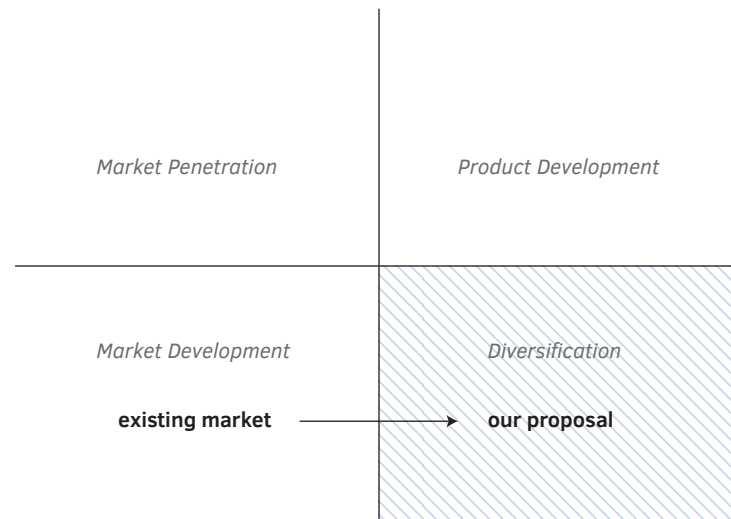 Market Penetration
Product Development
Market Development
Diversification
existing market
our proposal